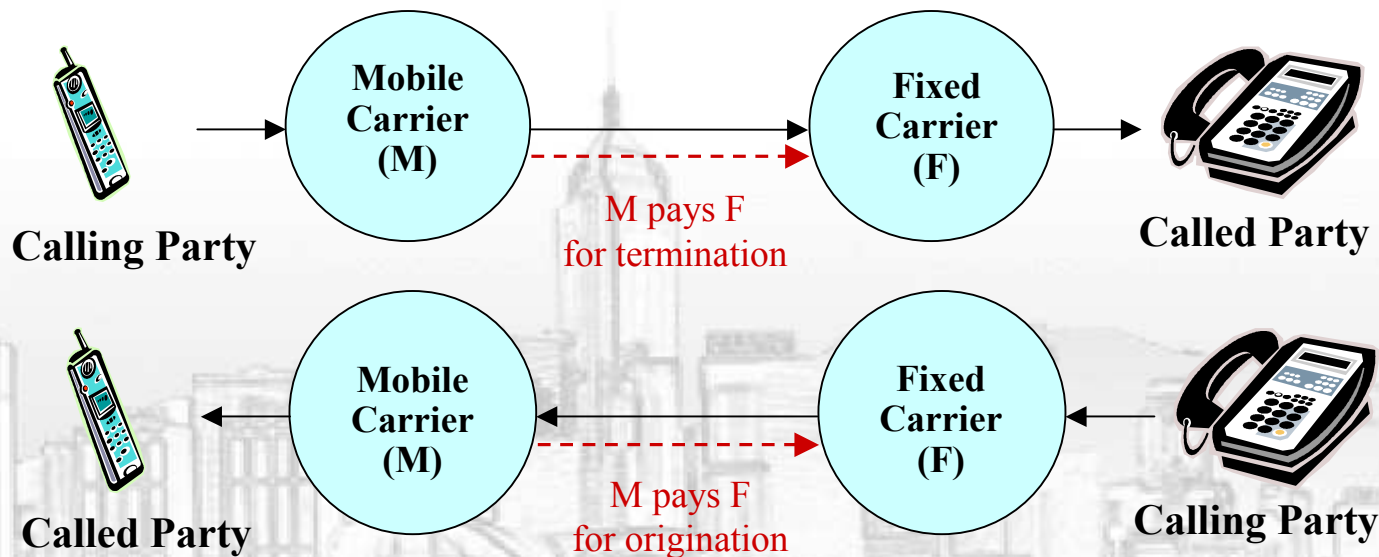 Mobile
Carrier
(M)
Fixed
Carrier
(F)
M pays F
for termination
Calling Party
Called Party
Mobile
Carrier
(M)
Fixed
Carrier
(F)
M pays F
for origination
Called Party
Calling Party